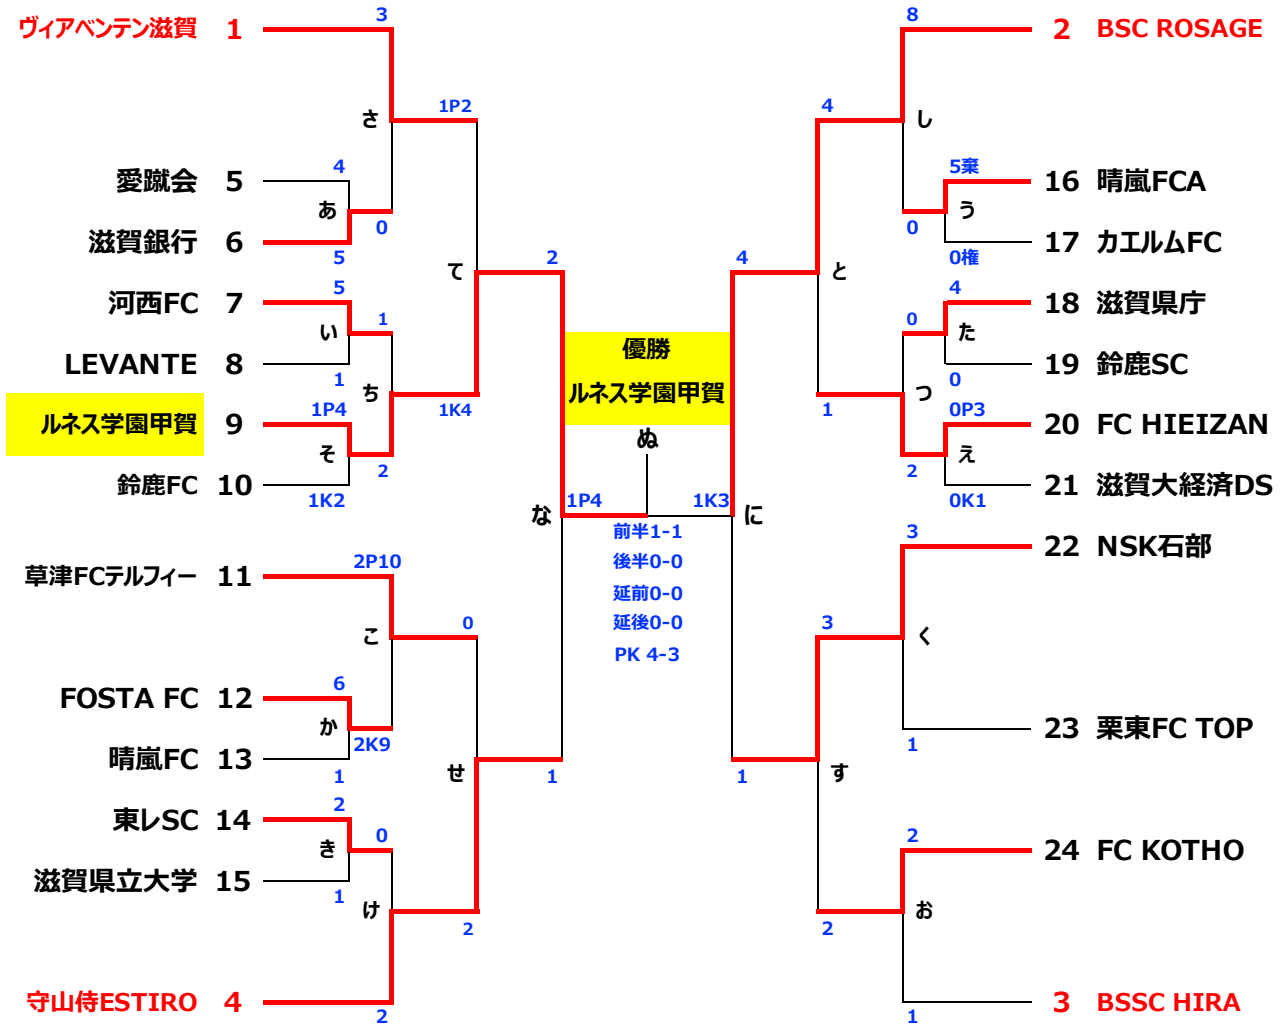 3
ヴィアベンテン滋賀 1
さ
1P2
4
愛蹴会 5
あ
0
滋賀銀行 6
5
て
2
5
河西FC 7
い
1
LEVANTE 8
1
ち
1P4
1K4
ルネス学園甲賀 9
そ
2
鈴鹿FC 10
1K2
な
1P4
2P10
草津FCテルフィー 11
こ
0
6
FOSTA FC 12
か
2K9
晴嵐FC 13
1
せ
1
2
東レSC 14
き
0
滋賀県立大学 15
1
け
2
守山侍ESTIRO 4
2
優勝
ルネス学園甲賀
ぬ
前半1-1
後半0-0
延前0-0
延後0-0
PK 4-3
8
2 BSC ROSAGE
4
し
5棄
16 晴嵐FCA
う
0
17 カエルムFC
0権
4
と
4
18 滋賀県庁
0
た
19 鈴鹿SC
0
1
つ
0P3
20 FC HIEIZAN
え
2
21 滋賀大経済DS
0K1
1K3
に
3
22 NSK石部
3
く
23 栗東FC TOP
1
1
す
2
24 FC KOTHO
2
お
3 BSSC HIRA
1